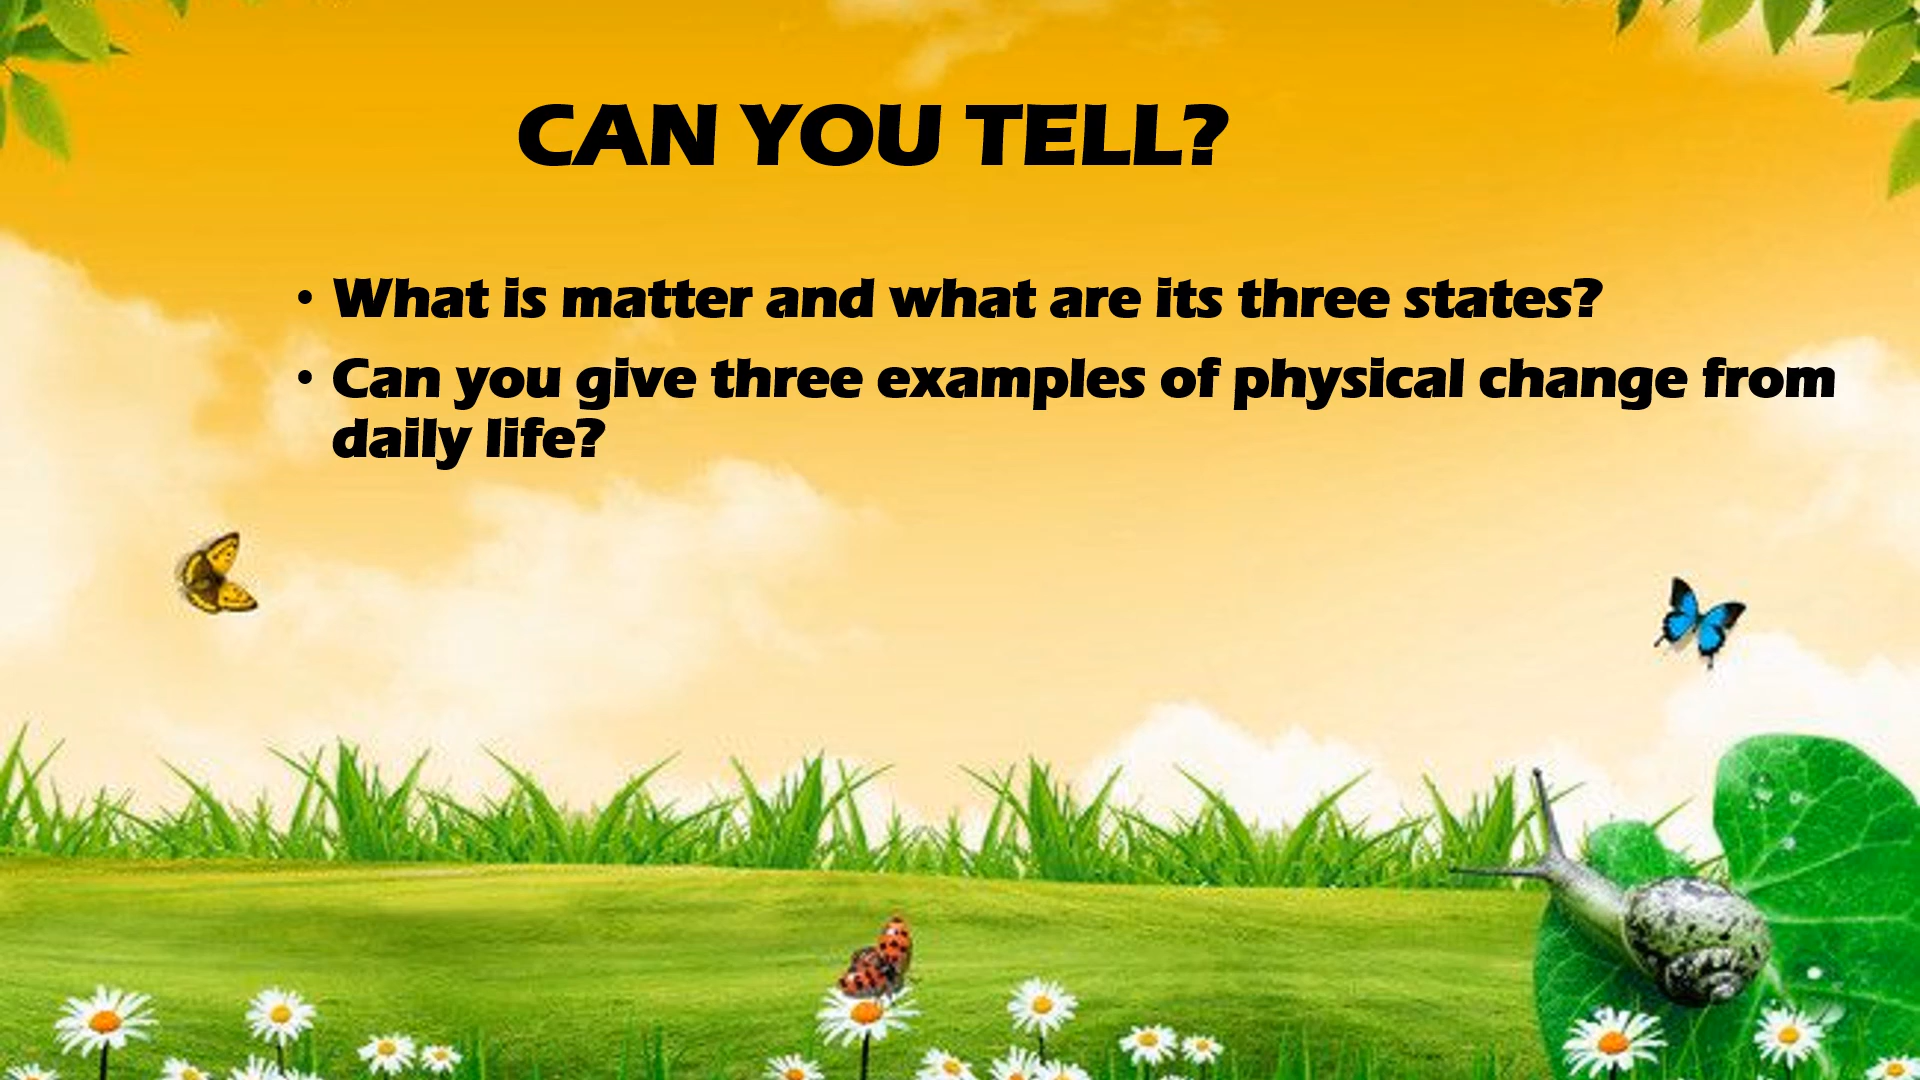 CAN YOU TELL?
• What is matter and what are its three states?
• Can you give three examples of physical change from
daily life?